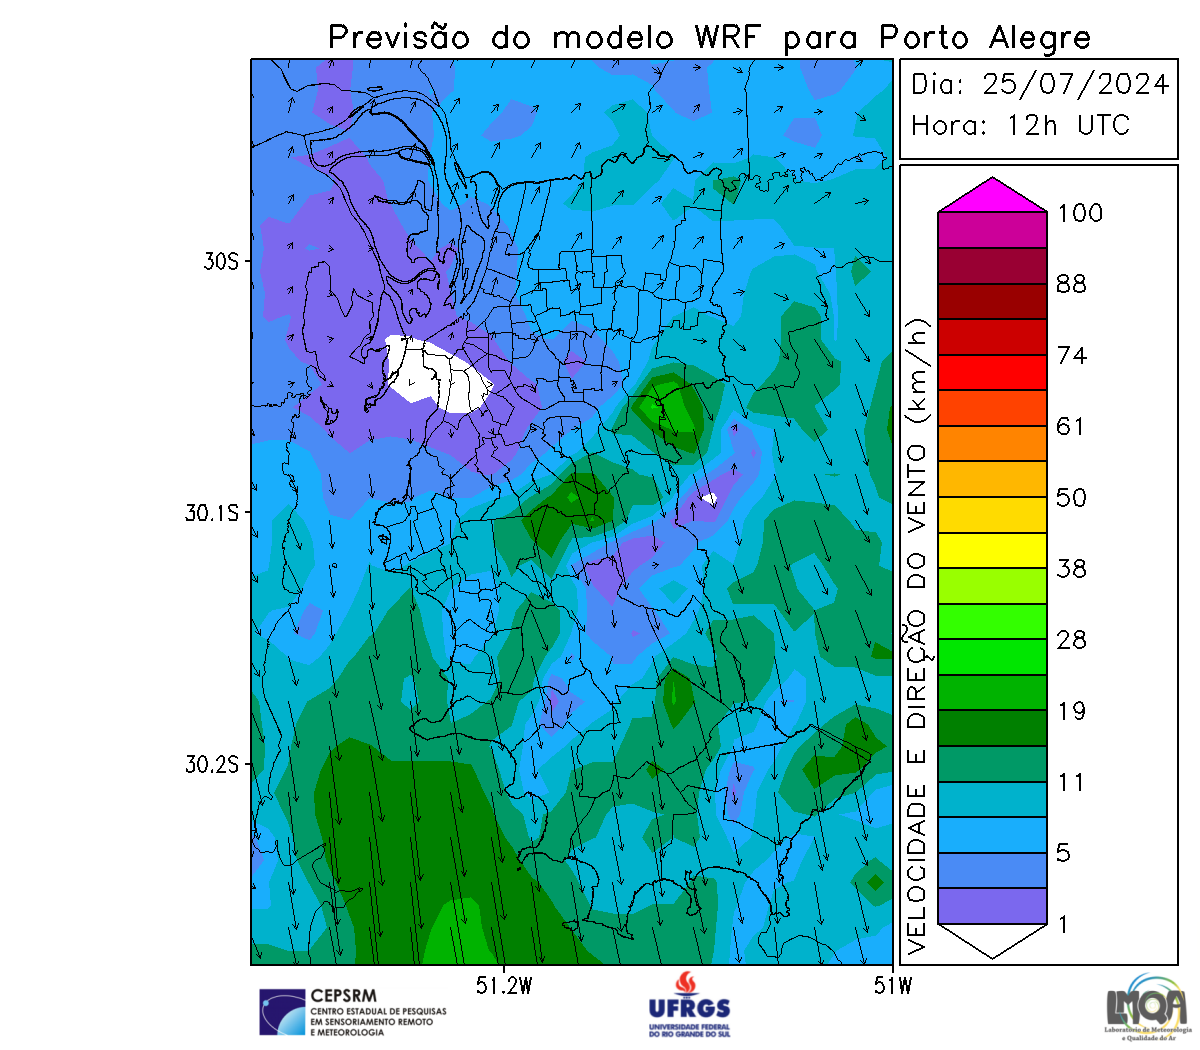 Previsão do modelo WRF para Porto Alegre
Dia: 25/07/2024
Hora: 12h UTC
100
88
74
61
50
38
28
19
11
5
1
VELOCIDADE E DIREÇÃO DO VENTO (km/h)
30S
30.1S
30.2S
51.2W
51W
CEPSRM
CENTRO ESTADUAL DE PESQUISAS
EM SENSORIAMENTO REMOTO
E METEOROLOGIA
UFRGS
UNIVERSIDADE FEDERAL
DO RIO GRANDE DO SUL
LMQA
Laboratório de Meteorologia
e Qualidade do Ar